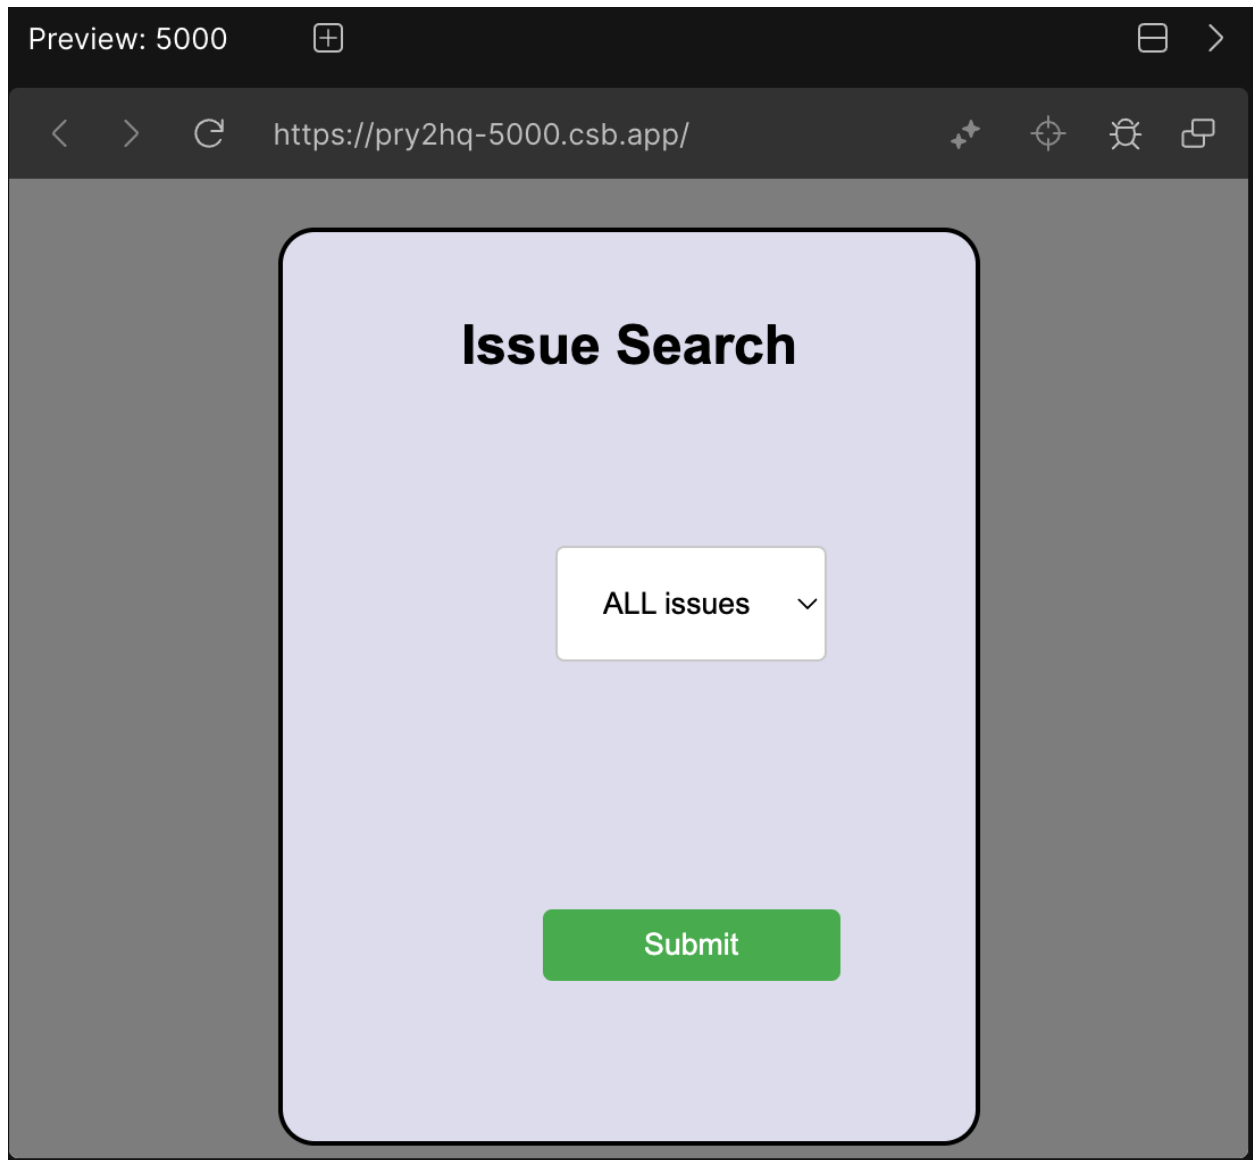 Preview: 5000
https://pry2hq-5000.csb.app/
Issue Search
ALL issues
Submit